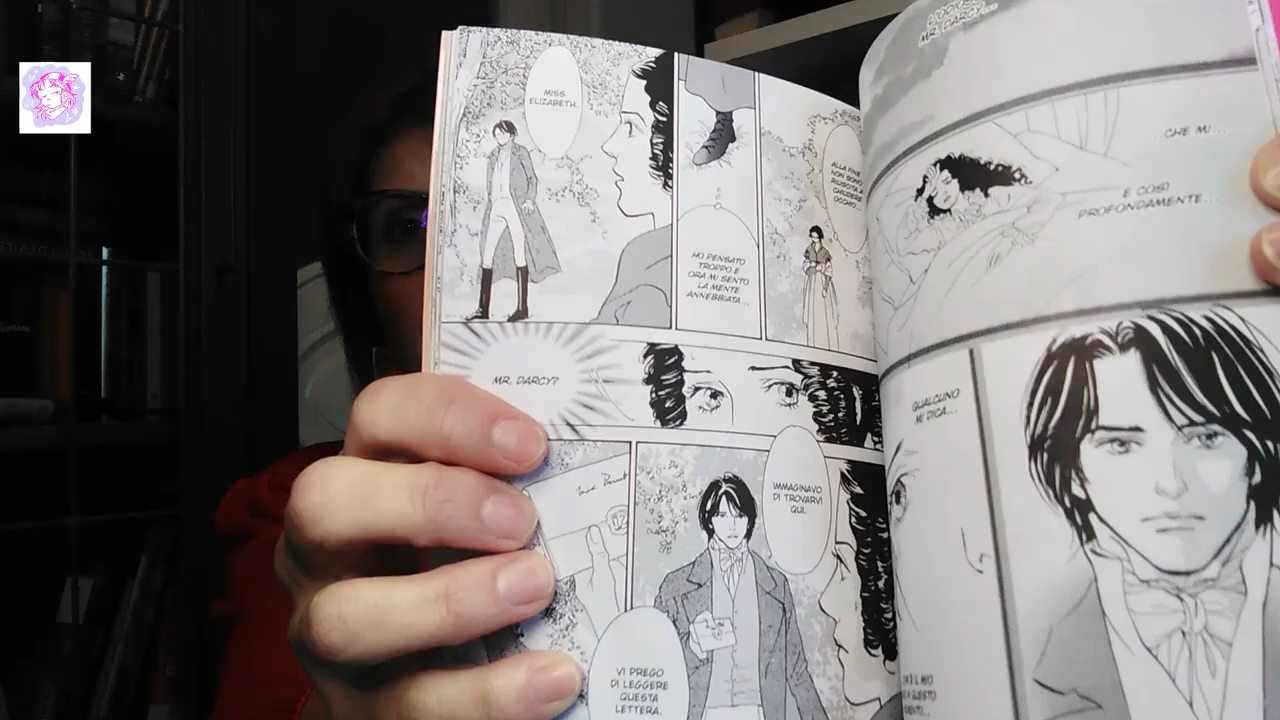 MISS
ELIZABETH.
HO PENSATO
TROPPO E
ORA MI SENTO
LA MENTE
ANNEBBIATA...
ALLA FINE
NON SONO
RIUSCITA A
CHIUDERE
OCCHIO...
MR. DARCY?
IMMAGINAVO
DI TROVARVI
QUI.
VI PREGO
DI LEGGERE
QUESTA
LETTERA.
MR. DARCY...
...CHE MI...
E COSÌ
PROFONDAMENTE...
QUALCUNO
MI DICA...